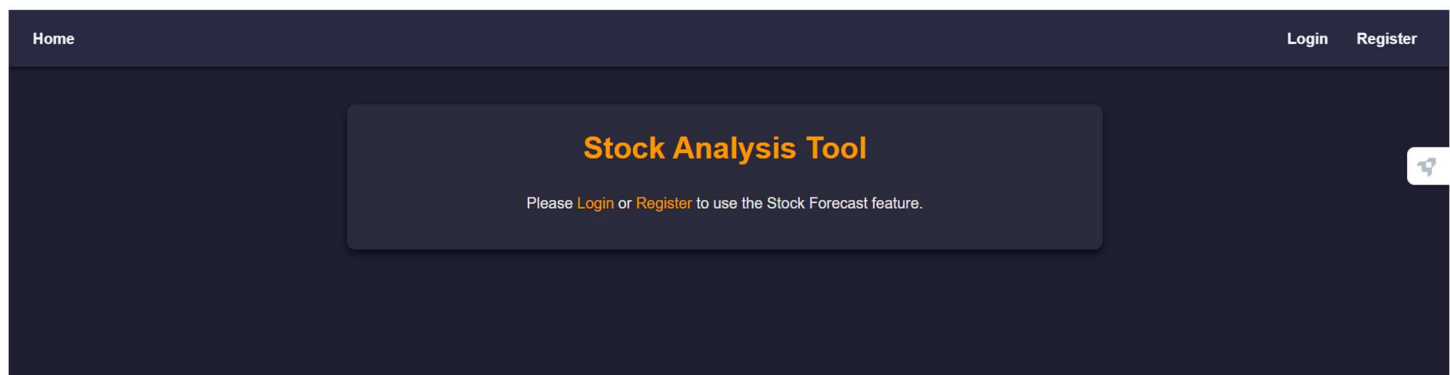 Home Login Register
Stock Analysis Tool
Please Login or Register to use the Stock Forecast feature.